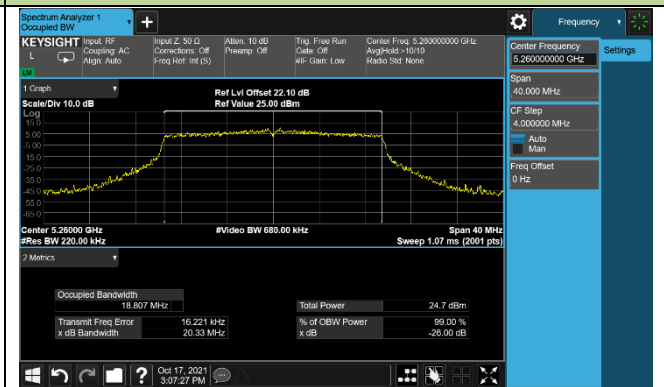 Spectrum Analyzer 1
Occupied BW
+
Frequency
KEYSIGHT
L
Input: RF
Coupling: AC
Align: Auto
Input Z: 50 Ω
Corrections: Off
Freq Ref: Int (S)
Atten: 10 dB
Preamp: Off
Trig: Free Run
Gate: Off
#IF Gain: Low
Center Freq: 5.260000000 GHz
Avg|Hold:>10/10
Radio Std: None
LXI
Center Frequency
5.260000000 GHz
Settings
Span
40.000 MHz
CF Step
4.000000 MHz
Auto
Man
Freq Offset
0 Hz
1 Graph
Scale/Div 10.0 dB
Ref Lvl Offset 22.10 dB
Ref Value 25.00 dBm
Log
15.0
5.00
-5.00
-15.0
-25.0
-35.0
-45.0
-55.0
-65.0
Center 5.26000 GHz
#Res BW 220.00 kHz
#Video BW 680.00 kHz
Span 40 MHz
Sweep 1.07 ms (2001 pts)
2 Metrics
Occupied Bandwidth
18.807 MHz
Transmit Freq Error 16.221 kHz
x dB Bandwidth 20.33 MHz
Total Power 24.7 dBm
% of OBW Power 99.00 %
x dB -26.00 dB
?
Oct 17, 2021
3:07:27 PM